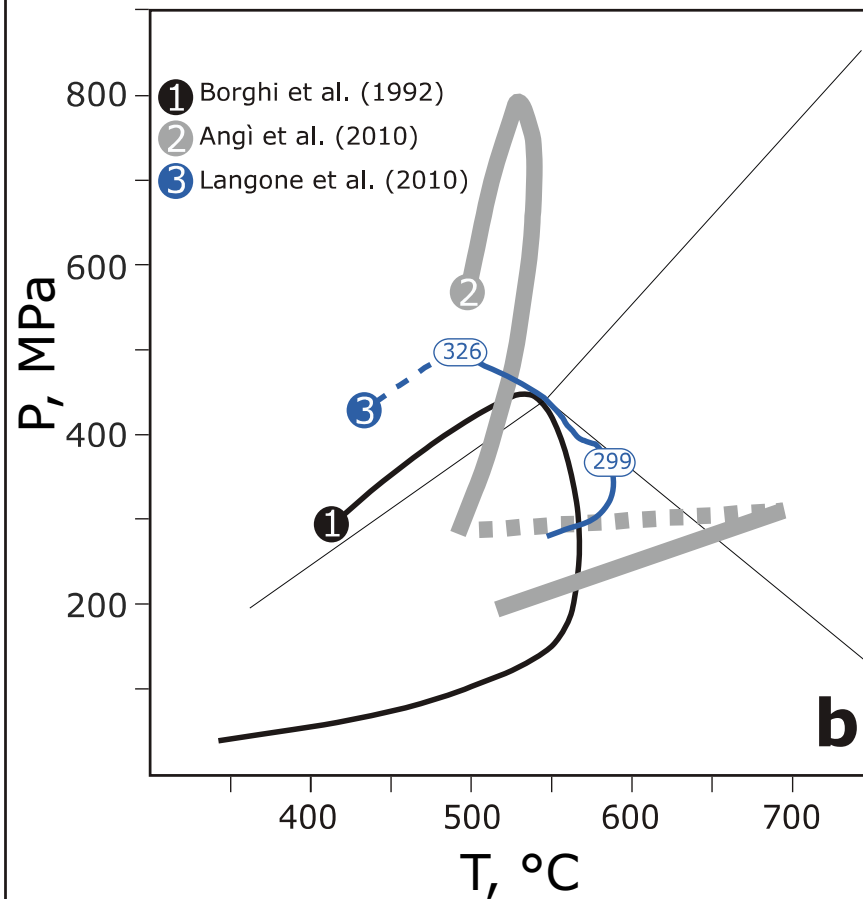 800
600
400
200
P, MPa
1 Borghi et al. (1992)
2 Angì et al. (2010)
3 Langone et al. (2010)
2
326
3
299
1
b
400
500
600
700
T, °C